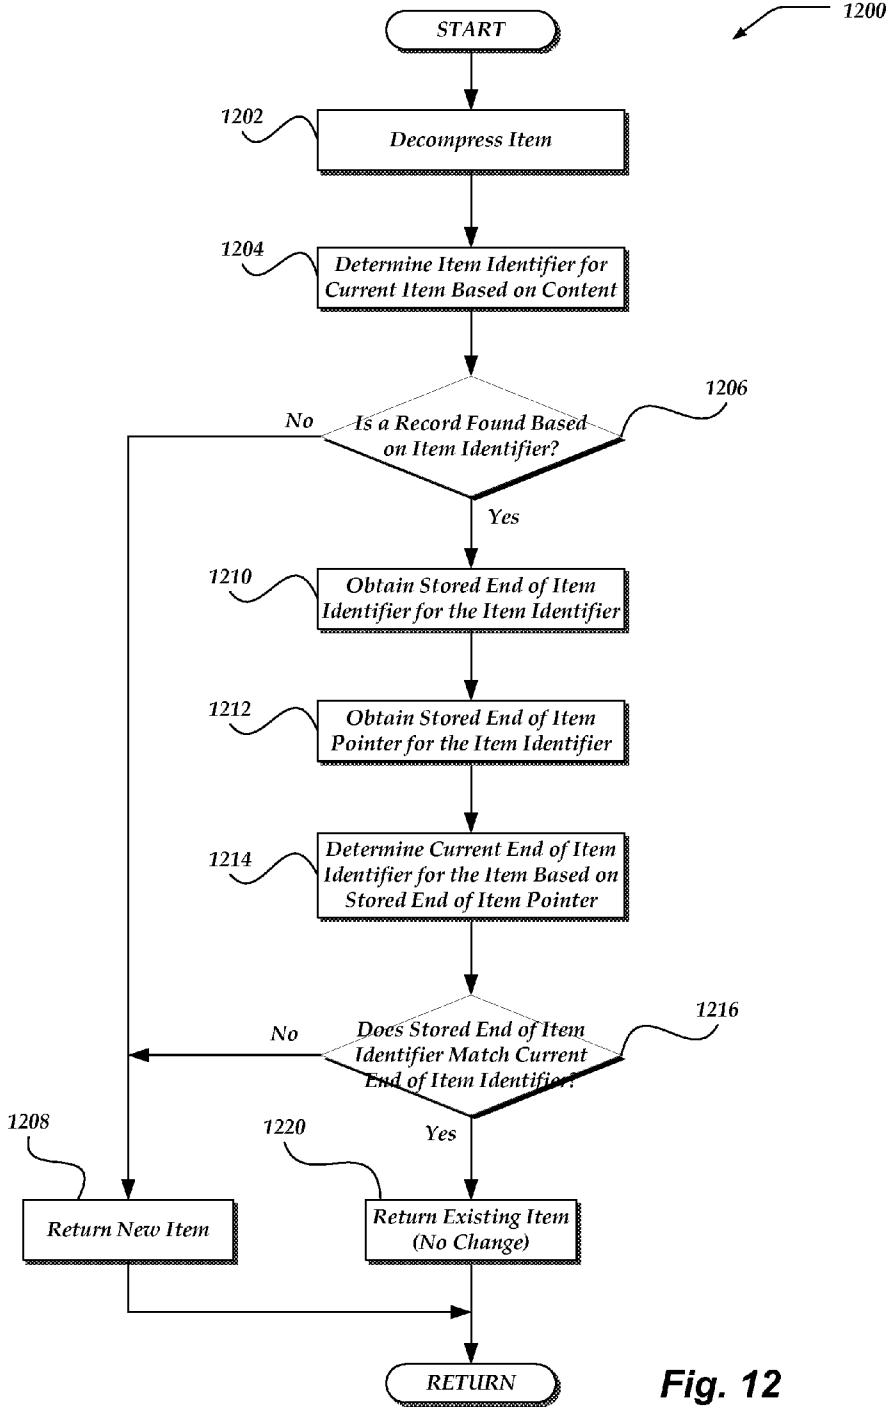 1200
START
1202
Decompress Item
1204
Determine Item Identifier for
Current Item Based on Content
1206
Is a Record Found Based
on Item Identifier?
No
Yes
1210
Obtain Stored End of Item
Identifier for the Item Identifier
1212
Obtain Stored End of Item
Pointer for the Item Identifier
1214
Determine Current End of Item
Identifier for the Item Based on
Stored End of Item Pointer
1216
Does Stored End of Item
Identifier Match Current
End of Item Identifier?
No
Yes
1208
Return New Item
1220
Return Existing Item
(No Change)
RETURN
Fig. 12